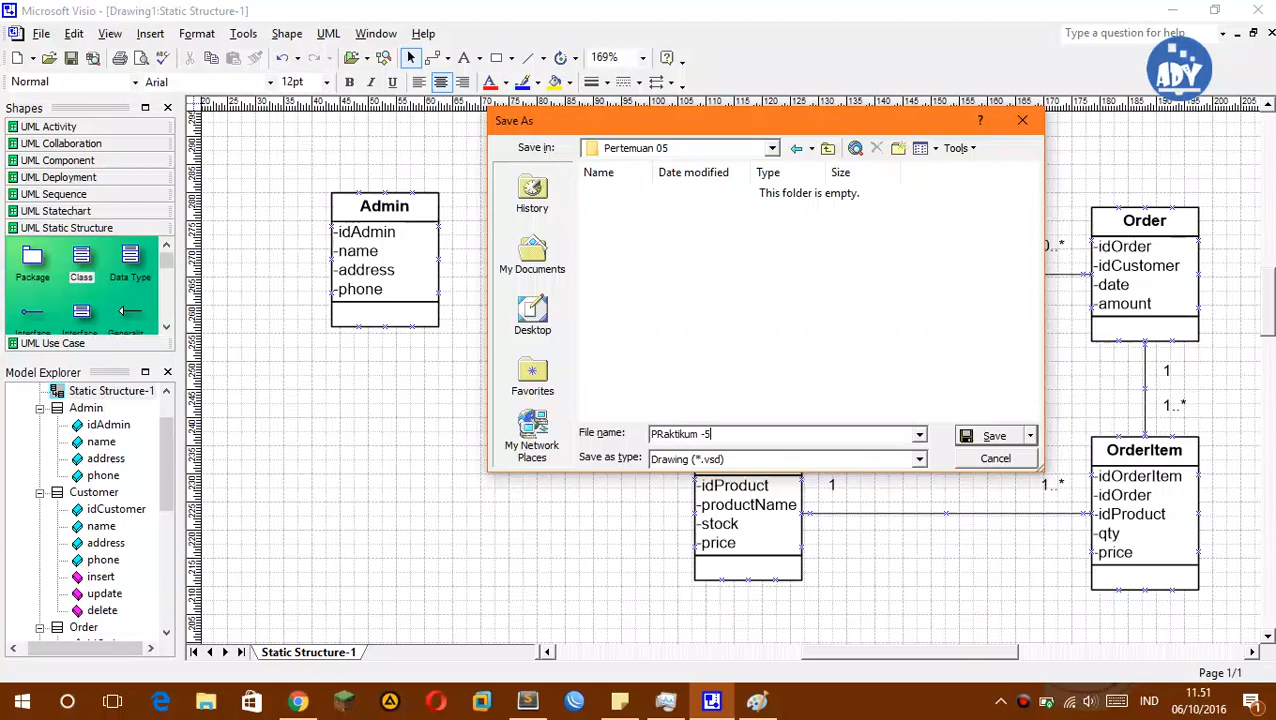 Microsoft Visio - [Drawing1:Static Structure-1]
File Edit View Insert Format Tools Shape UML Window Help
Type a question for help
169%
ADY
Normal Arial 12pt B I U A
Shapes
UML Activity
UML Collaboration
UML Component
UML Deployment
UML Sequence
UML Statechart
UML Static Structure
Package Class Data Type
UML Use Case
Model Explorer
Static Structure-1
Admin
idAdmin
name
address
phone
Customer
idCustomer
name
address
phone
insert
update
delete
Order
Admin
-idAdmin
-name
-address
-phone
Save As
Save in: Pertemuan 05 Tools
Name Date modified Type Size
This folder is empty.
History
My Documents
Desktop
Favorites
My Network
Places
File name: PRaktikum -5 Save
Save as type: Drawing (*.vsd) Cancel
Order
-idOrder
-idCustomer
-date
-amount
1
1..*
-idProduct
-productName
-stock
-price
1
1..*
OrderItem
-idOrderItem
-idOrder
-idProduct
-qty
-price
Static Structure-1
Page 1/1
IND
11.51
06/10/2016